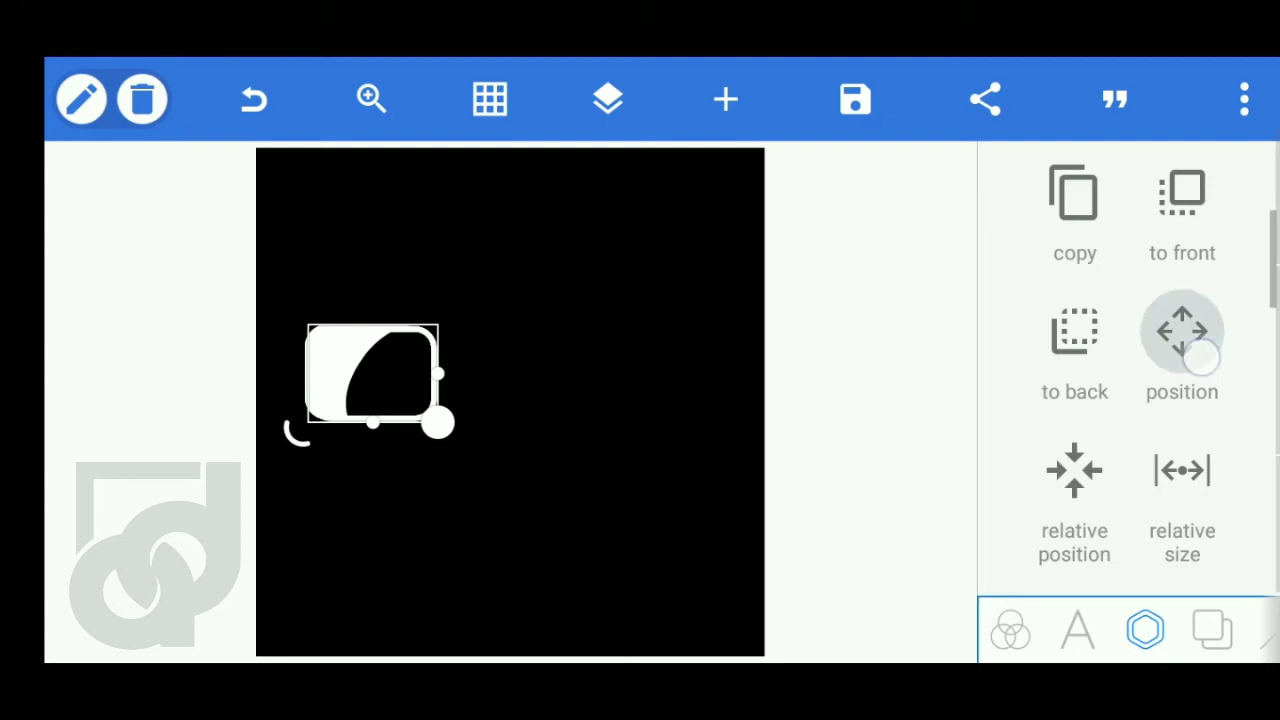 copy
to front
to back
position
relative
position
relative
size